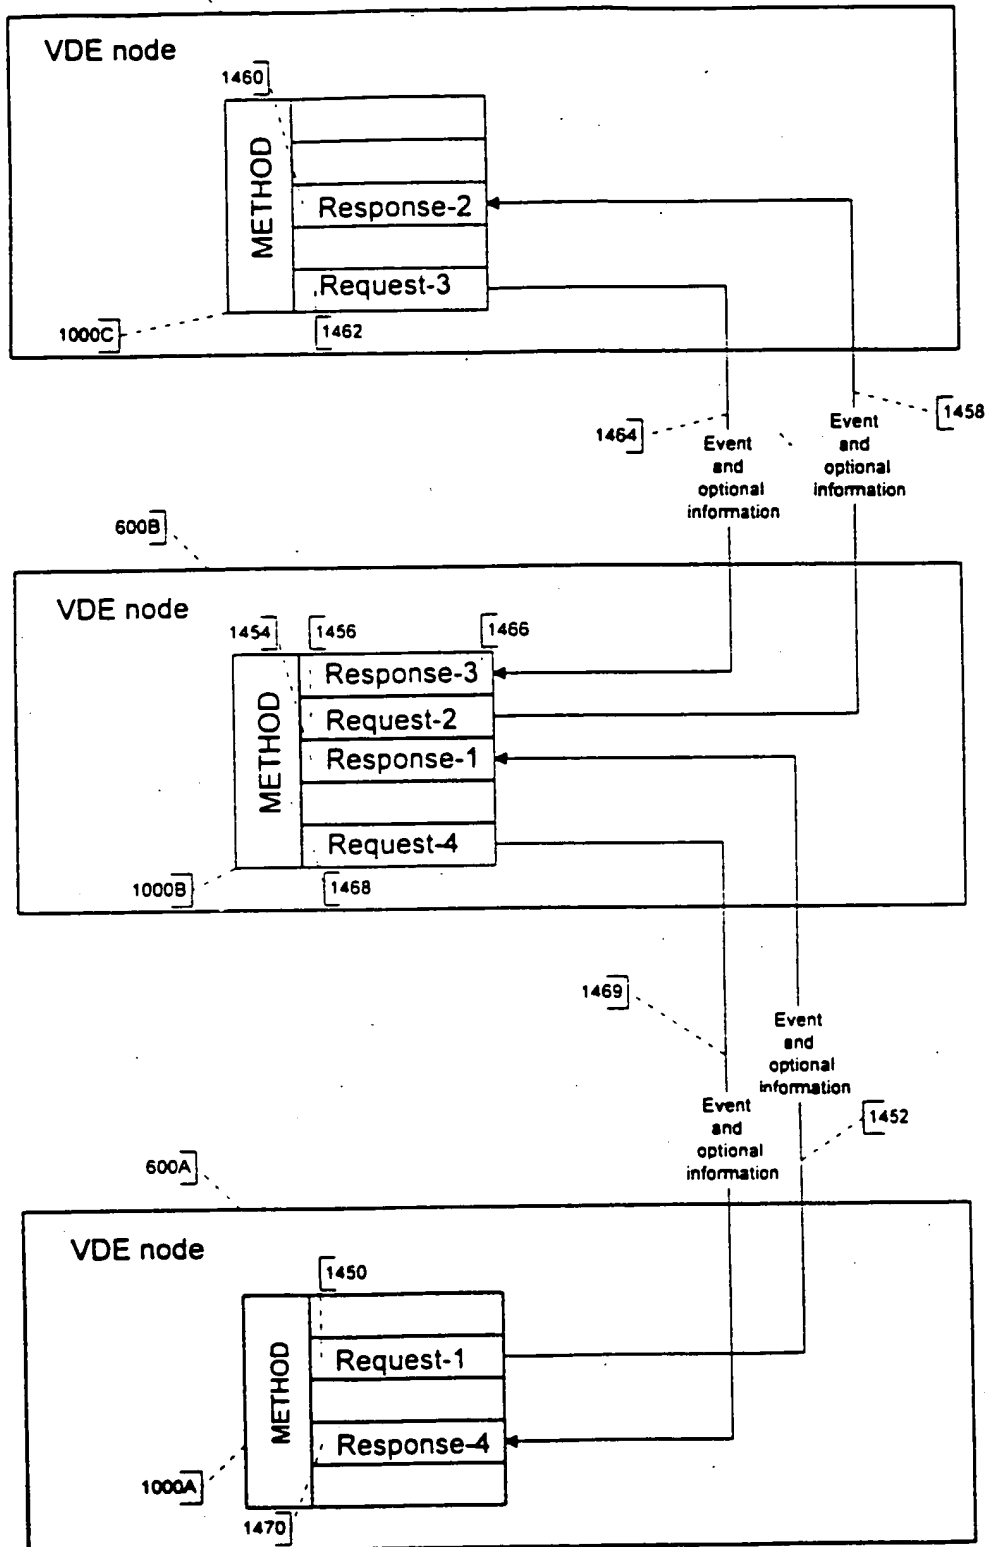 VDE node
1460
METHOD
Response-2
Request-3
1000C
1462
1464
1458
Event
and
optional
information
Event
and
optional
information
600B
VDE node
1454
1456
1466
METHOD
Response-3
Request-2
Response-1
Request-4
1000B
1468
1469
Event
and
optional
information
Event
and
optional
information
1452
600A
VDE node
1450
METHOD
Request-1
Response-4
1000A
1470